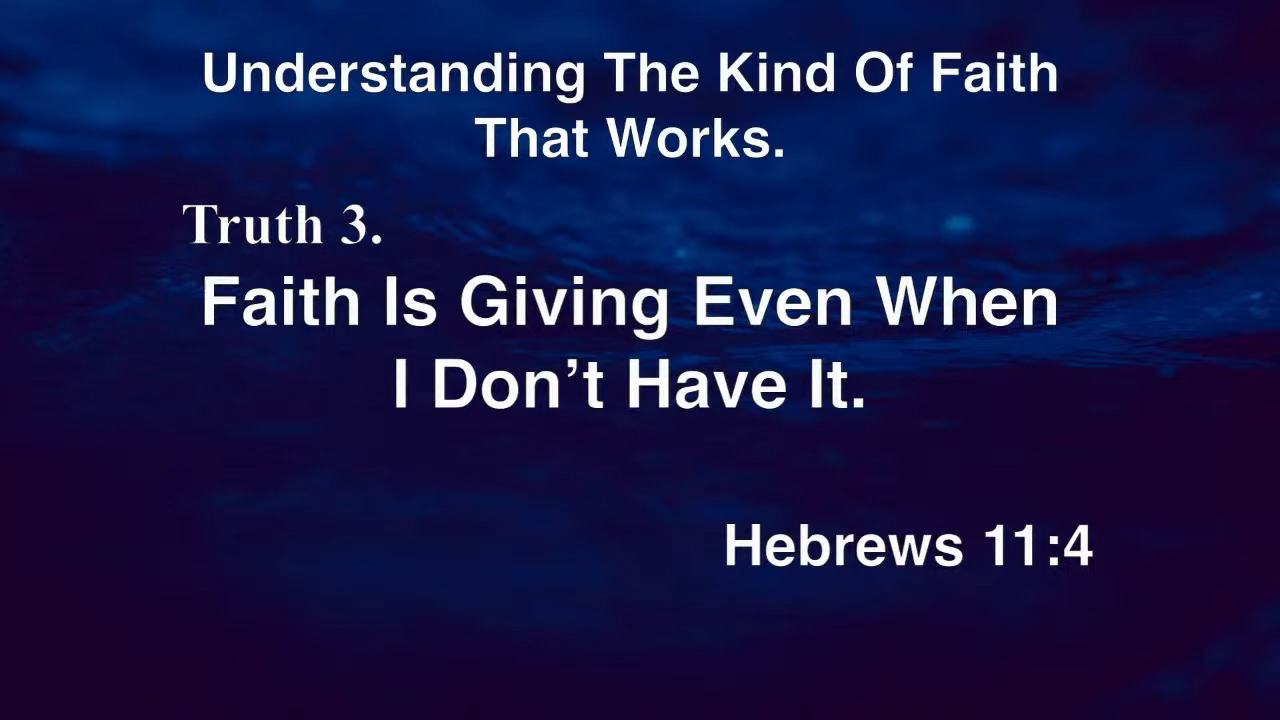 Understanding The Kind Of Faith
That Works.
Truth 3.
Faith Is Giving Even When
I Don’t Have It.
Hebrews 11:4